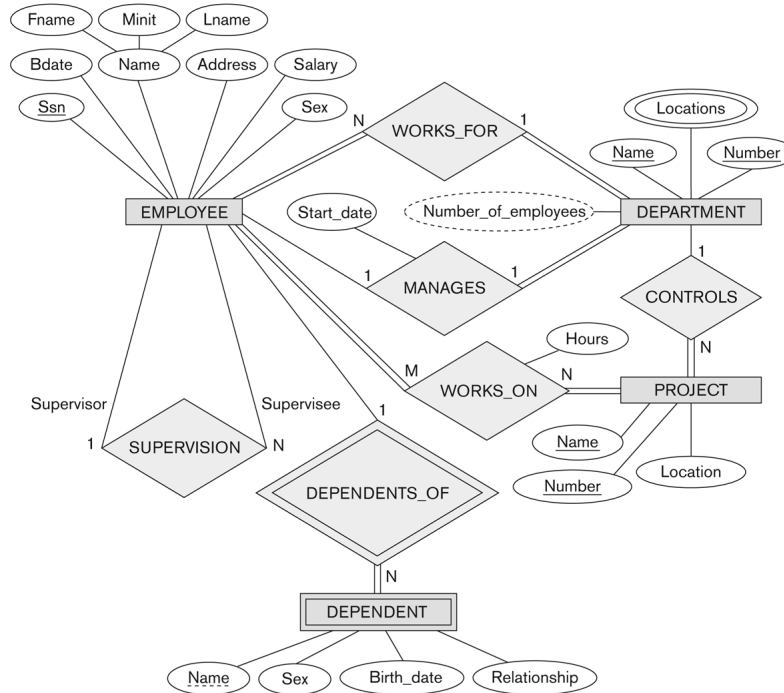 Fname
Minit
Lname
Bdate
Name
Address
Salary
Ssn
Sex
N
WORKS_FOR
1
Locations
Name
Number
EMPLOYEE
Start_date
Number_of_employees
DEPARTMENT
1
MANAGES
1
1
CONTROLS
N
Hours
M
WORKS_ON
N
PROJECT
Supervisor
Supervisee
1
SUPERVISION
N
1
Name
Number
Location
DEPENDENTS_OF
N
DEPENDENT
Name
Sex
Birth_date
Relationship